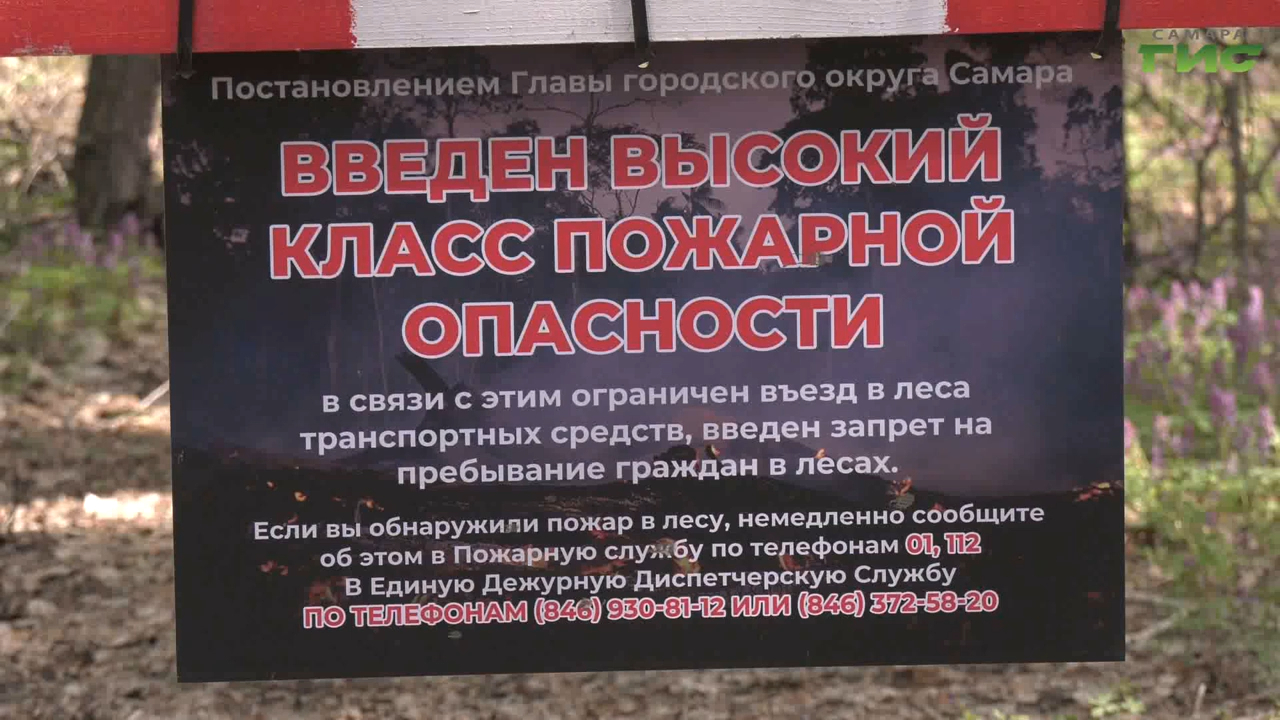 САМАРА
ГИС
Постановлением Главы городского округа Самара
ВВЕДЕН ВЫСОКИЙ
КЛАСС ПОЖАРНОЙ
ОПАСНОСТИ
в связи с этим ограничен въезд в леса
транспортных средств, введен запрет на
пребывание граждан в лесах.
Если вы обнаружили пожар в лесу, немедленно сообщите
об этом в Пожарную службу по телефонам 01, 112
В Единую Дежурную Диспетчерскую Службу
ПО ТЕЛЕФОНАМ (846) 930-81-12 ИЛИ (846) 372-58-20